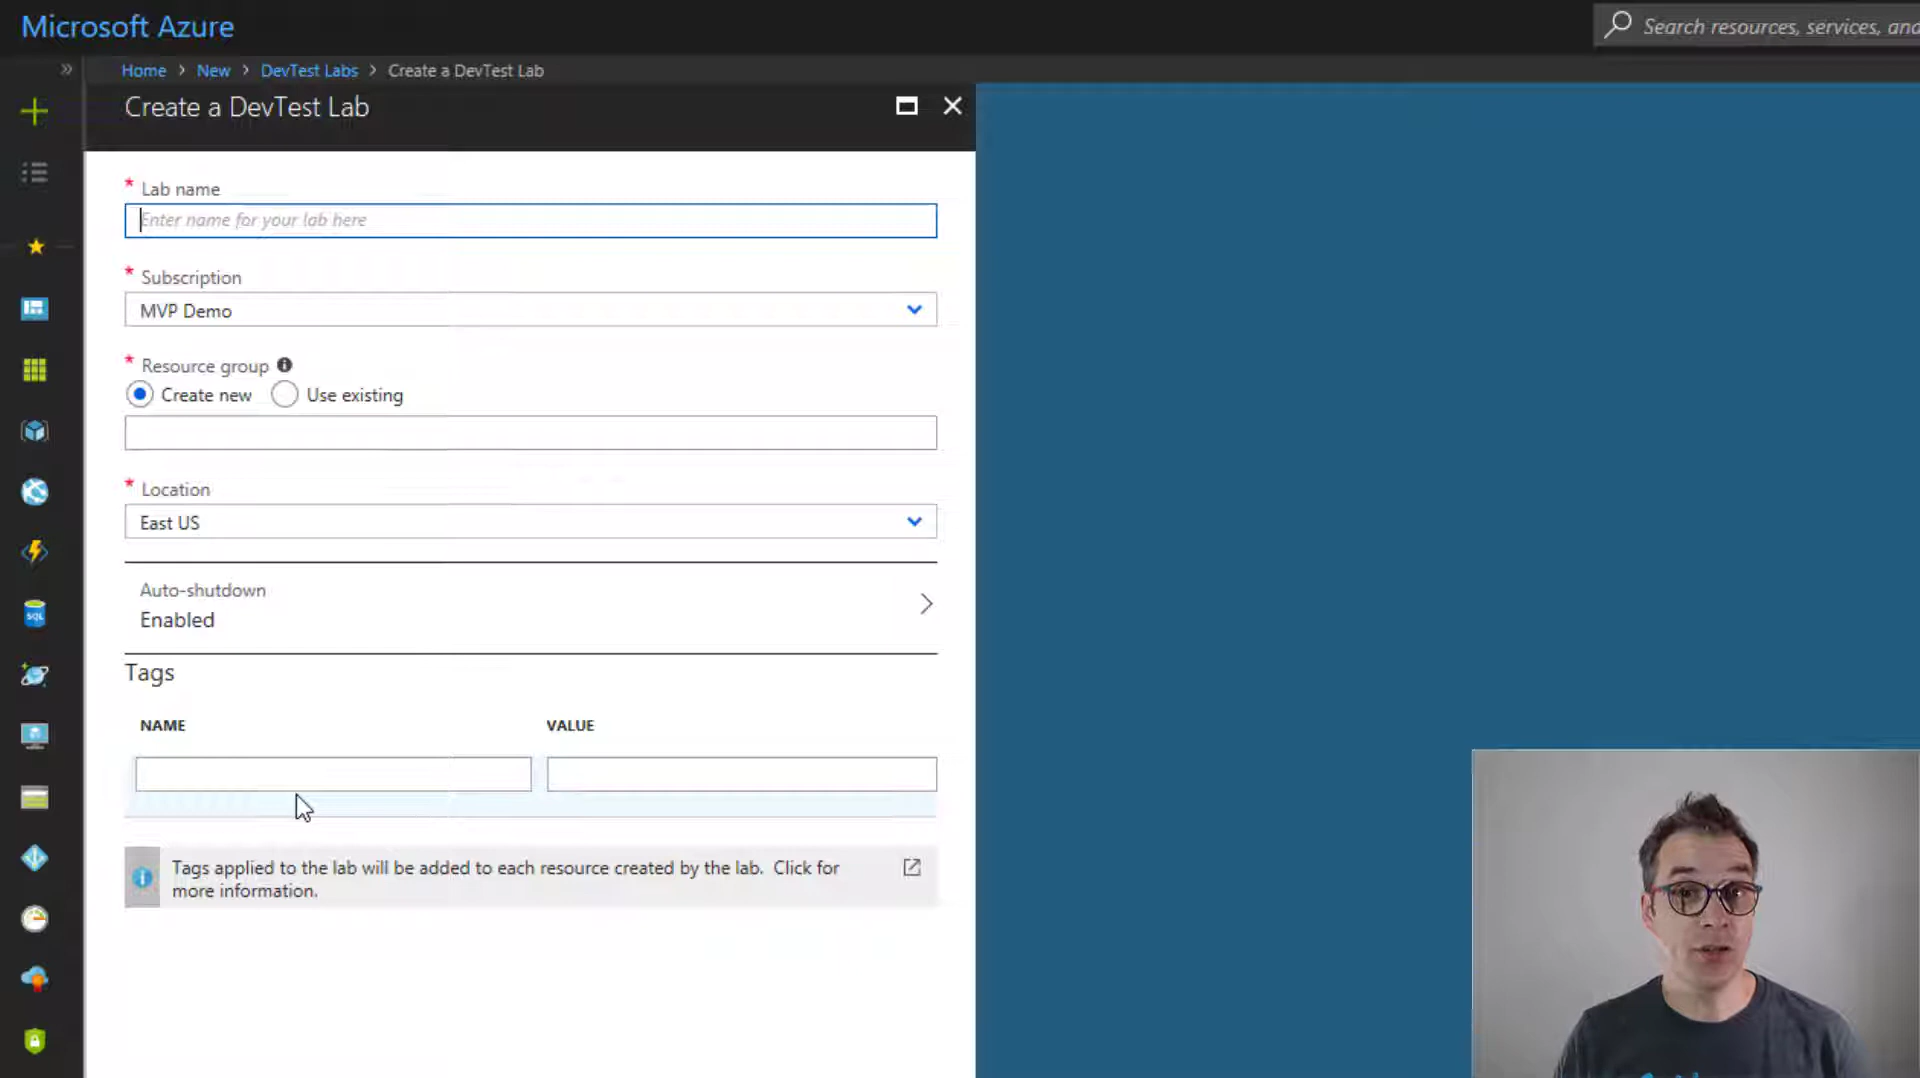 Microsoft Azure
Search resources, services, and
Home > New > DevTest Labs > Create a DevTest Lab
Create a DevTest Lab
* Lab name
Enter name for your lab here
* Subscription
MVP Demo
* Resource group
Create new Use existing
* Location
East US
Auto-shutdown
Enabled
Tags
NAME VALUE
Tags applied to the lab will be added to each resource created by the lab. Click for
more information.
SQL